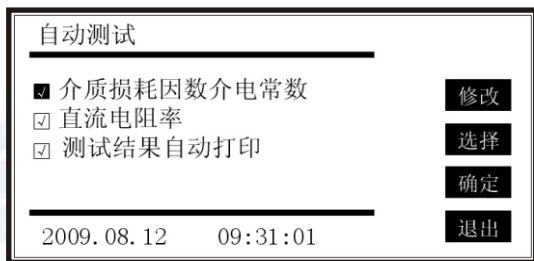 自动测试
介质损耗因数介电常数
直流电阻率
测试结果自动打印
修改
选择
确定
退出
2009.08.12 09:31:01